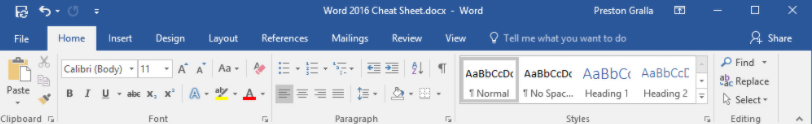 Word 2016 Cheat Sheet.docx - Word Preston Gralla
File Home Insert Design Layout References Mailings Review View Tell me what you want to do Share
Calibri (Body) 11 A A Aa AaBbCcDc AaBbCcDc AaBbCc AaBbCcE Find
Paste B I U abc X₂ X² A ab A ¶ Normal ¶ No Spac... Heading 1 Heading 2 Replace
Select
Clipboard Font Paragraph Styles Editing